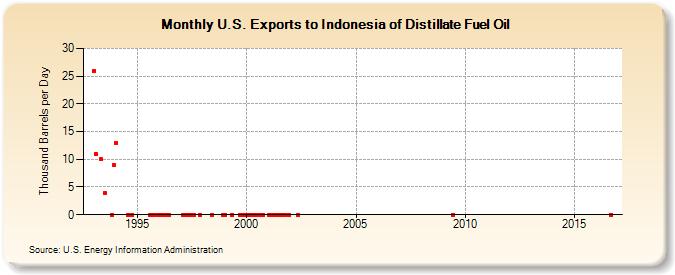 Monthly U.S. Exports to Indonesia of Distillate Fuel Oil
Thousand Barrels per Day
30
25
20
15
10
5
0
1995 2000 2005 2010 2015
Source: U.S. Energy Information Administration